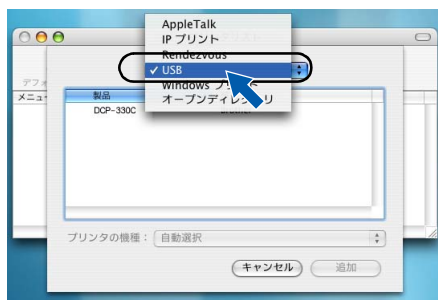 AppleTalk
IP プリント
Rendezvous
✓ USB
Windows プリント
オープンディレクトリ
デフォ
メニュー
製品
DCP-330C
プリンタの機種： 自動選択
キャンセル 追加